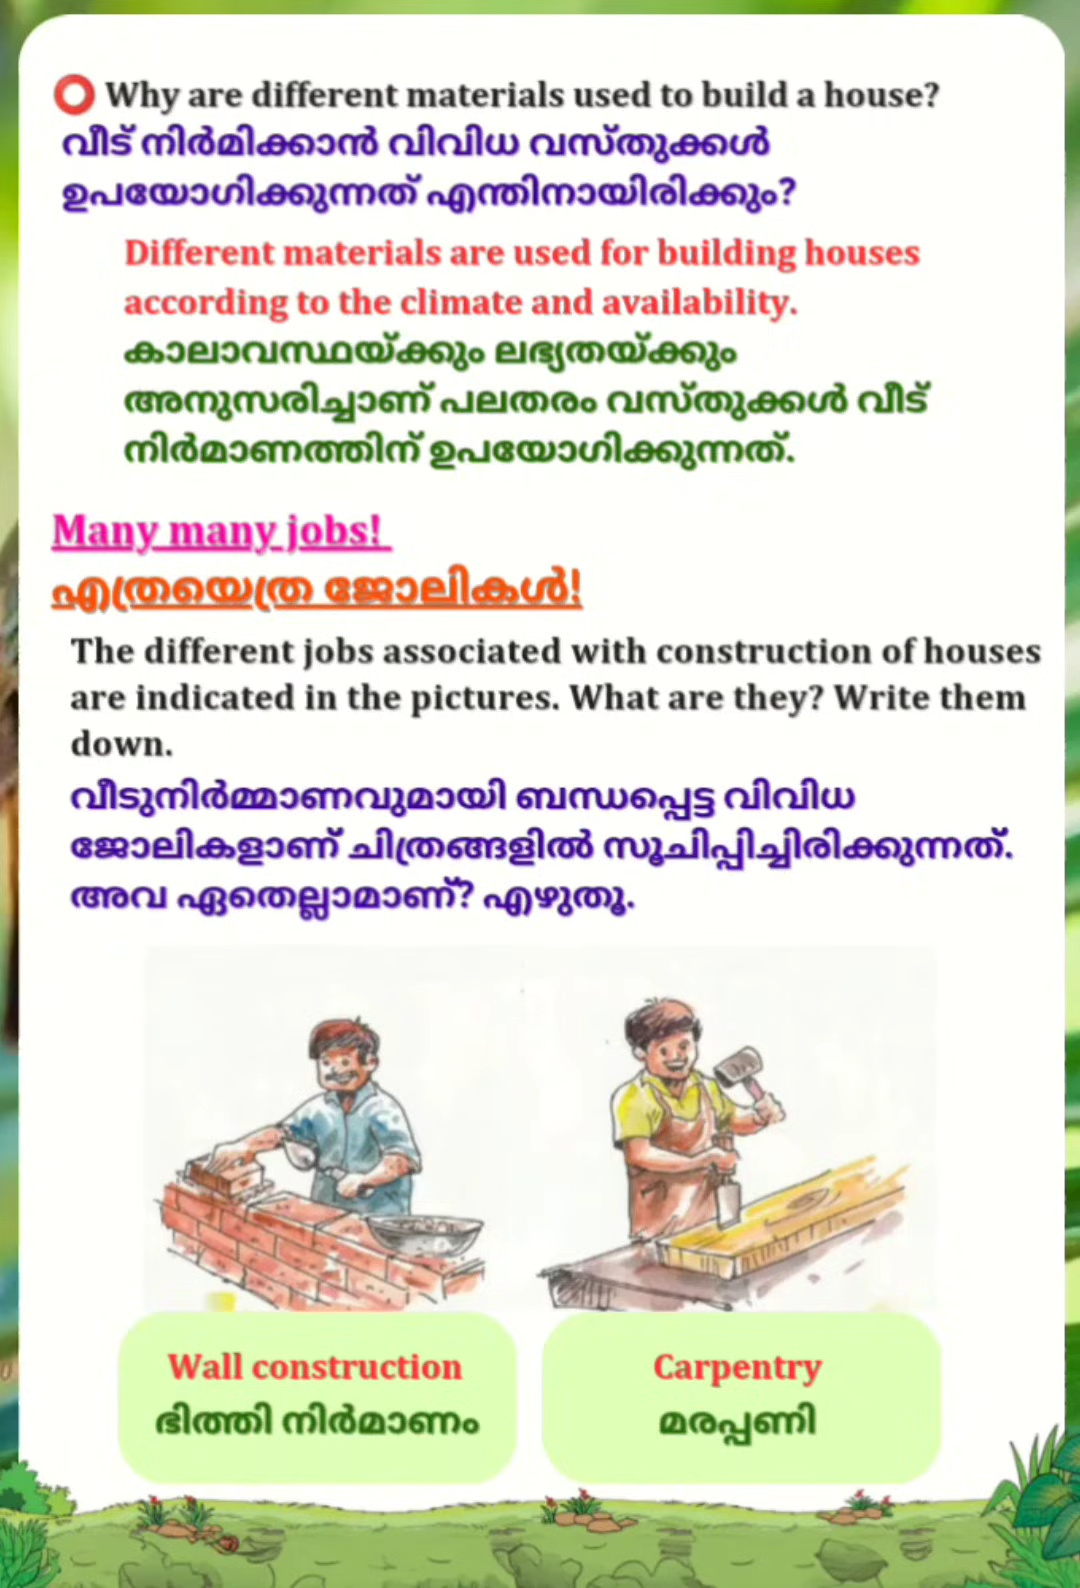 Why are different materials used to build a house?
വീട് നിർമിക്കാൻ വിവിധ വസ്തുക്കൾ
ഉപയോഗിക്കുന്നത് എന്തിനായിരിക്കും?
Different materials are used for building houses
according to the climate and availability.
കാലാവസ്ഥയ്ക്കും ലഭ്യതയ്ക്കും
അനുസരിച്ചാണ് പലതരം വസ്തുക്കൾ വീട്
നിർമാണത്തിന് ഉപയോഗിക്കുന്നത്.
Many many jobs!
എത്രയെത്ര ജോലികൾ!
The different jobs associated with construction of houses
are indicated in the pictures. What are they? Write them
down.
വീടുനിർമ്മാണവുമായി ബന്ധപ്പെട്ട വിവിധ
ജോലികളാണ് ചിത്രങ്ങളിൽ സൂചിപ്പിച്ചിരിക്കുന്നത്.
അവ ഏതെല്ലാമാണ്? എഴുതൂ.
Wall construction
ഭിത്തി നിർമാണം
Carpentry
മരപ്പണി